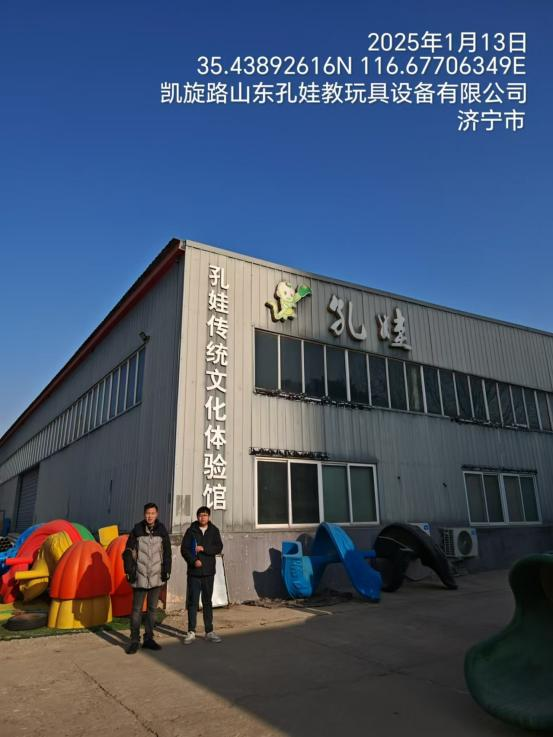 2025年1月13日
35.43892616N 116.67706349E
凯旋路山东孔娃教玩具设备有限公司
济宁市
孔娃
孔娃传统文化体验馆